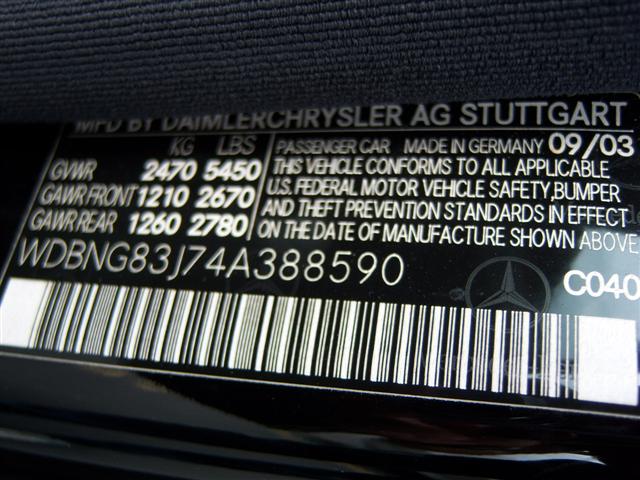 MFD BY DAIMLERCHRYSLER AG STUTTGART
KG LBS
GVWR 2470 5450
GAWR FRONT 1210 2670
GAWR REAR 1260 2780
PASSENGER CAR MADE IN GERMANY 09/03
THIS VEHICLE CONFORMS TO ALL APPLICABLE
U.S. FEDERAL MOTOR VEHICLE SAFETY, BUMPER
AND THEFT PREVENTION STANDARDS IN EFFECT
ON THE DATE OF MANUFACTURE SHOWN ABOVE
WDBNG83J74A388590
C040